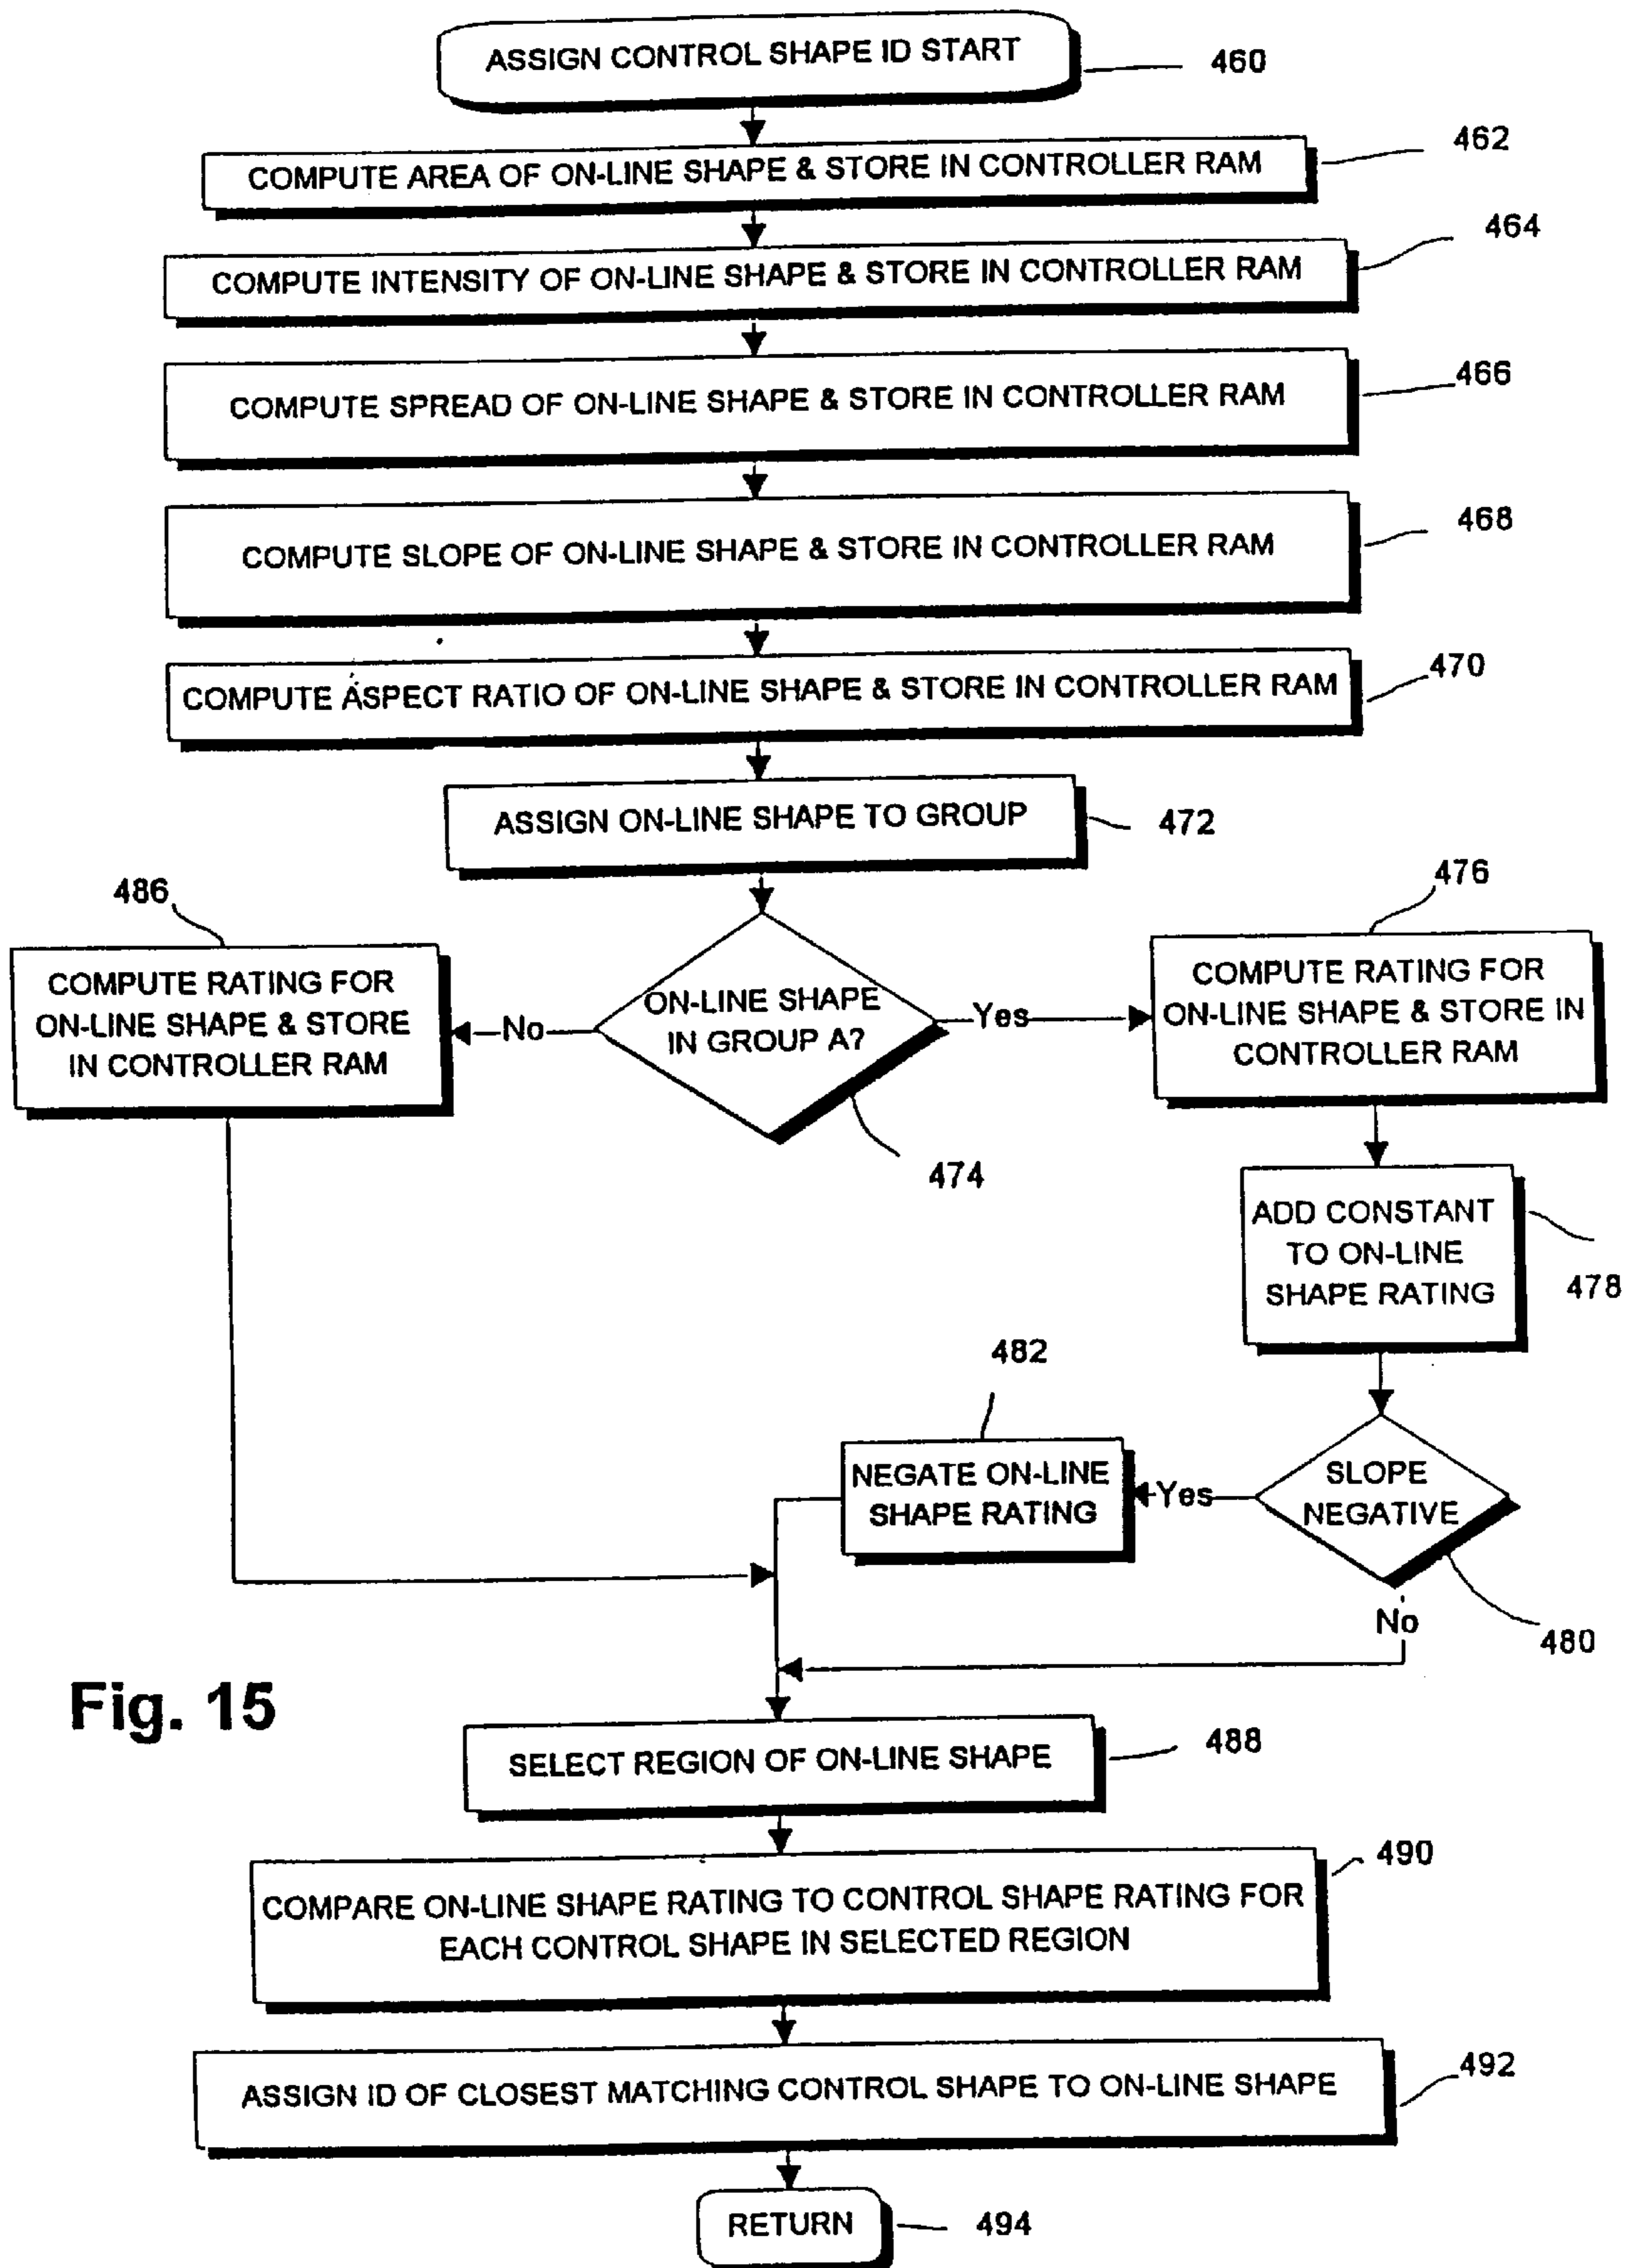 ASSIGN CONTROL SHAPE ID START
460
COMPUTE AREA OF ON-LINE SHAPE & STORE IN CONTROLLER RAM
462
COMPUTE INTENSITY OF ON-LINE SHAPE & STORE IN CONTROLLER RAM
464
COMPUTE SPREAD OF ON-LINE SHAPE & STORE IN CONTROLLER RAM
466
COMPUTE SLOPE OF ON-LINE SHAPE & STORE IN CONTROLLER RAM
468
COMPUTE ASPECT RATIO OF ON-LINE SHAPE & STORE IN CONTROLLER RAM
470
ASSIGN ON-LINE SHAPE TO GROUP
472
486
COMPUTE RATING FOR
ON-LINE SHAPE & STORE
IN CONTROLLER RAM
No
ON-LINE SHAPE
IN GROUP A?
474
Yes
476
COMPUTE RATING FOR
ON-LINE SHAPE & STORE IN
CONTROLLER RAM
ADD CONSTANT
TO ON-LINE
SHAPE RATING
478
482
NEGATE ON-LINE
SHAPE RATING
Yes
SLOPE
NEGATIVE
480
No
Fig. 15
SELECT REGION OF ON-LINE SHAPE
488
COMPARE ON-LINE SHAPE RATING TO CONTROL SHAPE RATING FOR
EACH CONTROL SHAPE IN SELECTED REGION
490
ASSIGN ID OF CLOSEST MATCHING CONTROL SHAPE TO ON-LINE SHAPE
492
RETURN
494